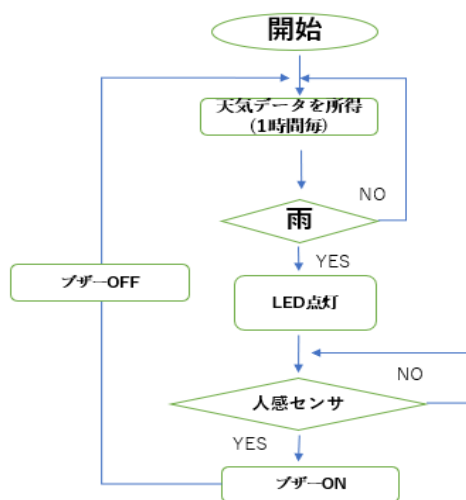 開始
天気データを所得
(1時間毎)
NO
雨
YES
ブザーOFF
LED点灯
NO
人感センサ
YES
ブザーON